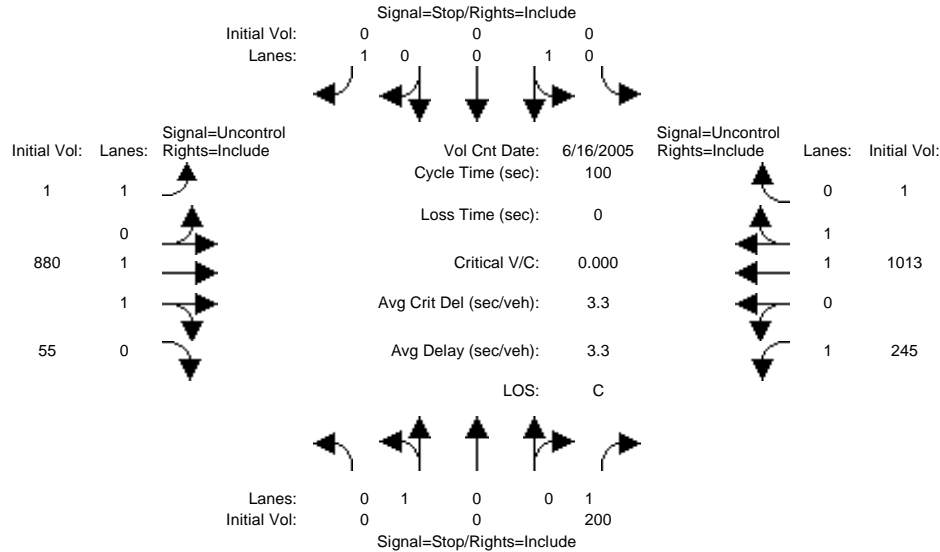 Signal=Stop/Rights=Include
Initial Vol: 0 0 0
Lanes: 1 0 0 1 0
Signal=Uncontrol
Initial Vol: Lanes: Rights=Include
Vol Cnt Date: 6/16/2005
Signal=Uncontrol
Rights=Include Lanes: Initial Vol:
Cycle Time (sec): 100
1 1 0 1
Loss Time (sec): 0
0 1
880 1 Critical V/C: 0.000 1 1013
1 Avg Crit Del (sec/veh): 3.3 0
55 0 Avg Delay (sec/veh): 3.3 1 245
LOS: C
Lanes: 0 1 0 0 1
Initial Vol: 0 0 200
Signal=Stop/Rights=Include